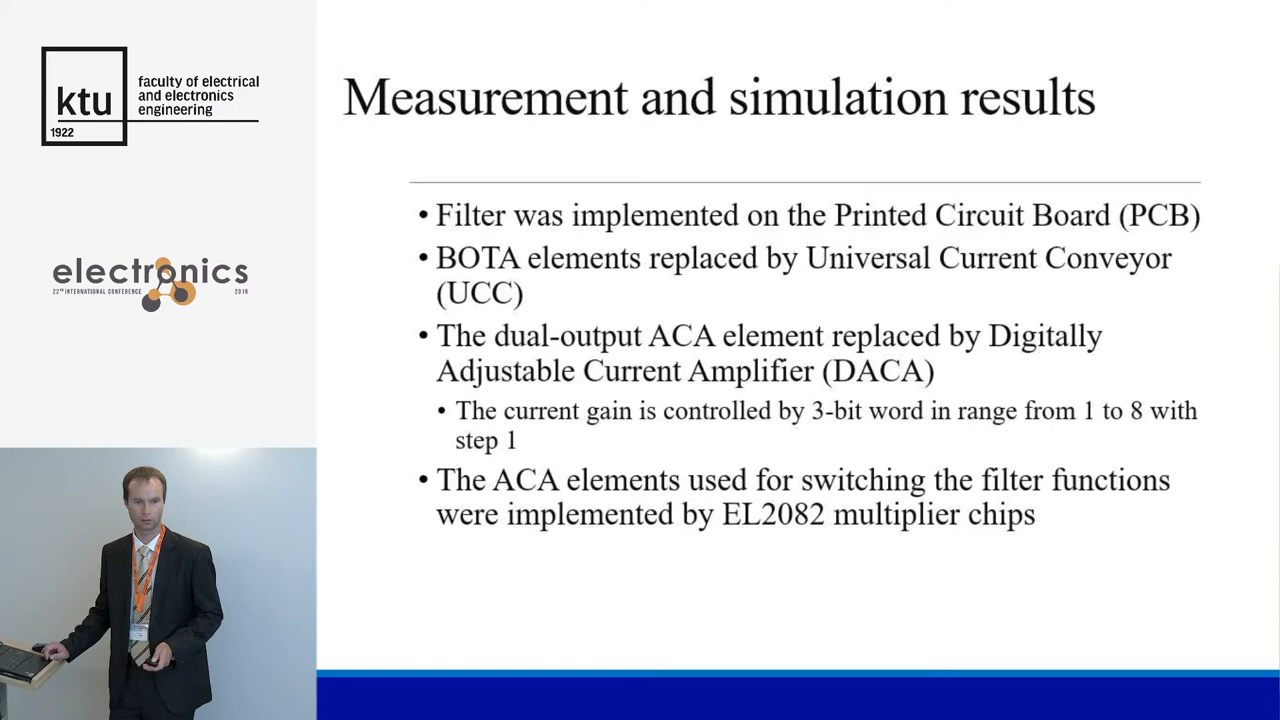 ktu
1922
faculty of electrical
and electronics
engineering
electronics
22ND INTERNATIONAL CONFERENCE 2018
Measurement and simulation results
• Filter was implemented on the Printed Circuit Board (PCB)
• BOTA elements replaced by Universal Current Conveyor
(UCC)
• The dual-output ACA element replaced by Digitally
Adjustable Current Amplifier (DACA)
• The current gain is controlled by 3-bit word in range from 1 to 8 with
step 1
• The ACA elements used for switching the filter functions
were implemented by EL2082 multiplier chips